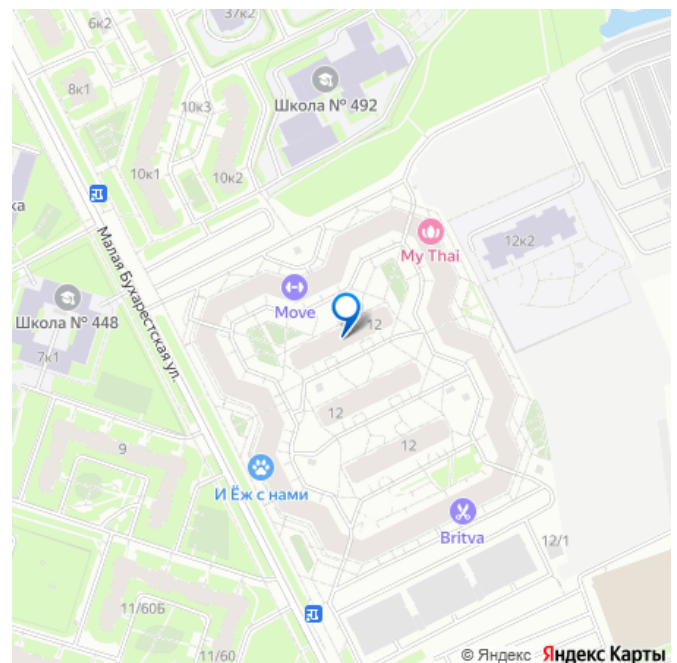 37к2
6к2
8к1
10к3
Школа № 492
10к1
10к2
ка
12к2
My Thai
Малая Бухарестская ул.
Move
12
Школа № 448
7к1
12
12
9
И Ёж с нами
Britva
12/1
11/60Б
11/60
© Яндекс Яндекс Карты